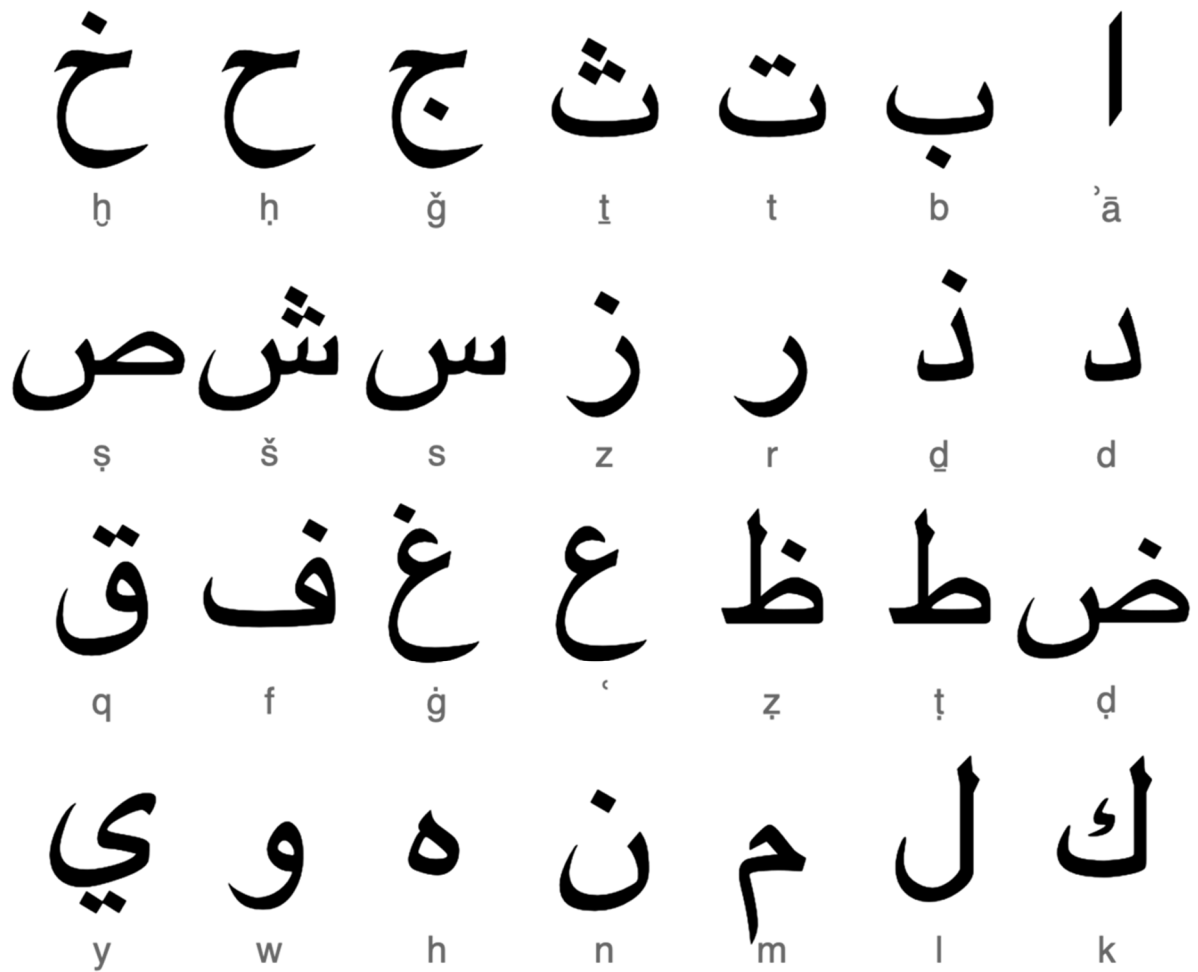 ا ب ت ث ج ح خ
ʾā b t ṯ ǧ ḥ ḫ
د ذ ر ز س ش ص
d ḏ r z s š ṣ
ض ط ظ ع غ ف ق
ḍ ṭ ẓ ʿ ġ f q
ك ل م ن ه و ي
k l m n h w y